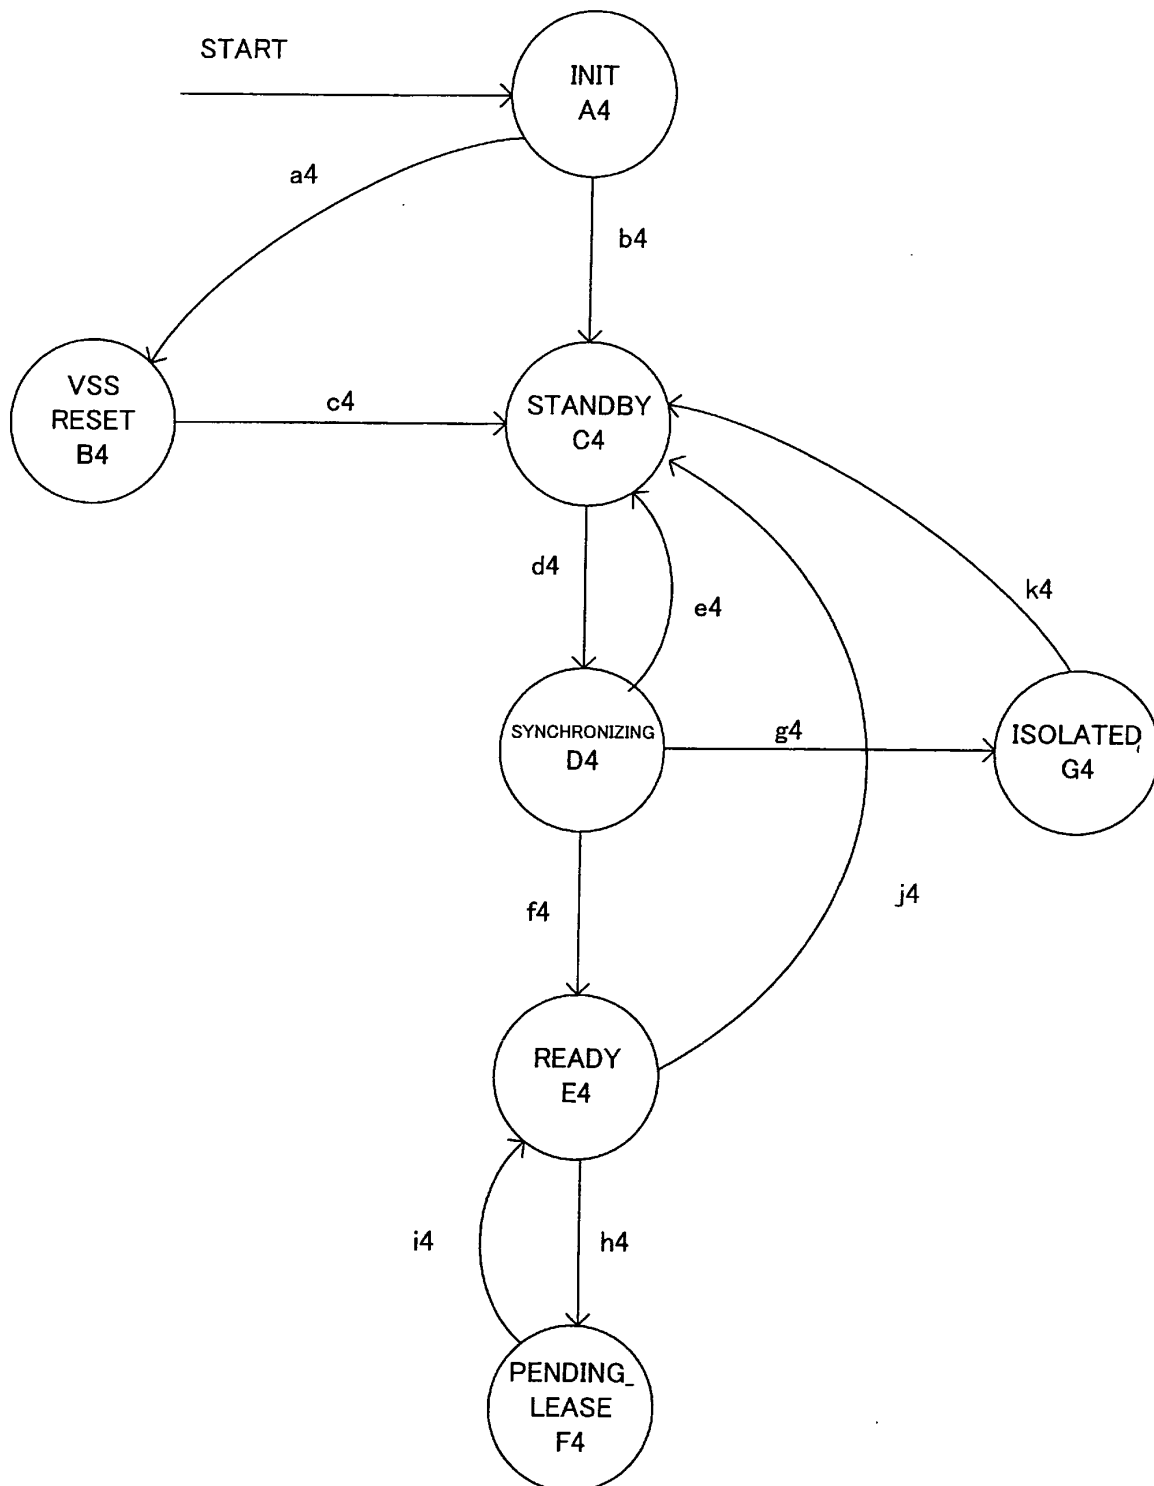 START
INIT
A4
a4
b4
VSS
RESET
B4
c4
STANDBY
C4
d4
e4
k4
SYNCHRONIZING
D4
g4
ISOLATED
G4
f4
j4
READY
E4
i4
h4
PENDING_
LEASE
F4